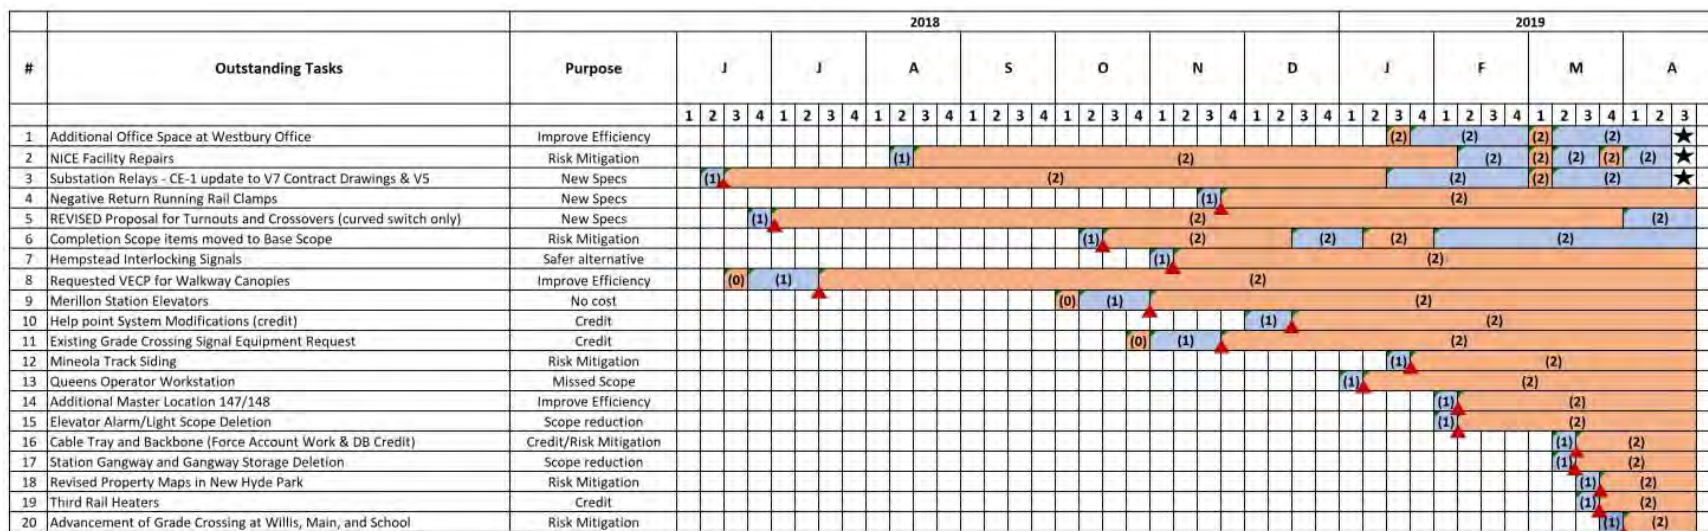 2018 2019
# Outstanding Tasks Purpose J J A S O N D J F M A
1 2 3 4 1 2 3 4 1 2 3 4 1 2 3 4 1 2 3 4 1 2 3 4 1 2 3 4 1 2 3 4 1 2 3 4 1 2 3 4 1 2 3
1 Additional Office Space at Westbury Office Improve Efficiency (2) (2) (2) (2)
2 NICE Facility Repairs Risk Mitigation (1) (2) (2) (2) (2) (2) (2)
3 Substation Relays - CE-1 update to V7 Contract Drawings & V5 New Specs (1) (2) (2) (2) (2)
4 Negative Return Running Rail Clamps New Specs (1) (2)
5 REVISED Proposal for Turnouts and Crossovers (curved switch only) New Specs (1) (2) (2)
6 Completion Scope items moved to Base Scope Risk Mitigation (1) (2) (2) (2) (2)
7 Hempstead Interlocking Signals Safer alternative (1) (2)
8 Requested VECP for Walkway Canopies Improve Efficiency (0) (1) (2)
9 Merillon Station Elevators No cost (0) (1) (2)
10 Help point System Modifications (credit) Credit (1) (2)
11 Existing Grade Crossing Signal Equipment Request Credit (0) (1) (2)
12 Mineola Track Siding Risk Mitigation (1) (2)
13 Queens Operator Workstation Missed Scope (1) (2)
14 Additional Master Location 147/148 Improve Efficiency (1) (2)
15 Elevator Alarm/Light Scope Deletion Scope reduction (1) (2)
16 Cable Tray and Backbone (Force Account Work & DB Credit) Credit/Risk Mitigation (1) (2)
17 Station Gangway and Gangway Storage Deletion Scope reduction (1) (2)
18 Revised Property Maps in New Hyde Park Risk Mitigation (1) (2)
19 Third Rail Heaters Credit (1) (2)
20 Advancement of Grade Crossing at Willis, Main, and School Risk Mitigation (1) (2)